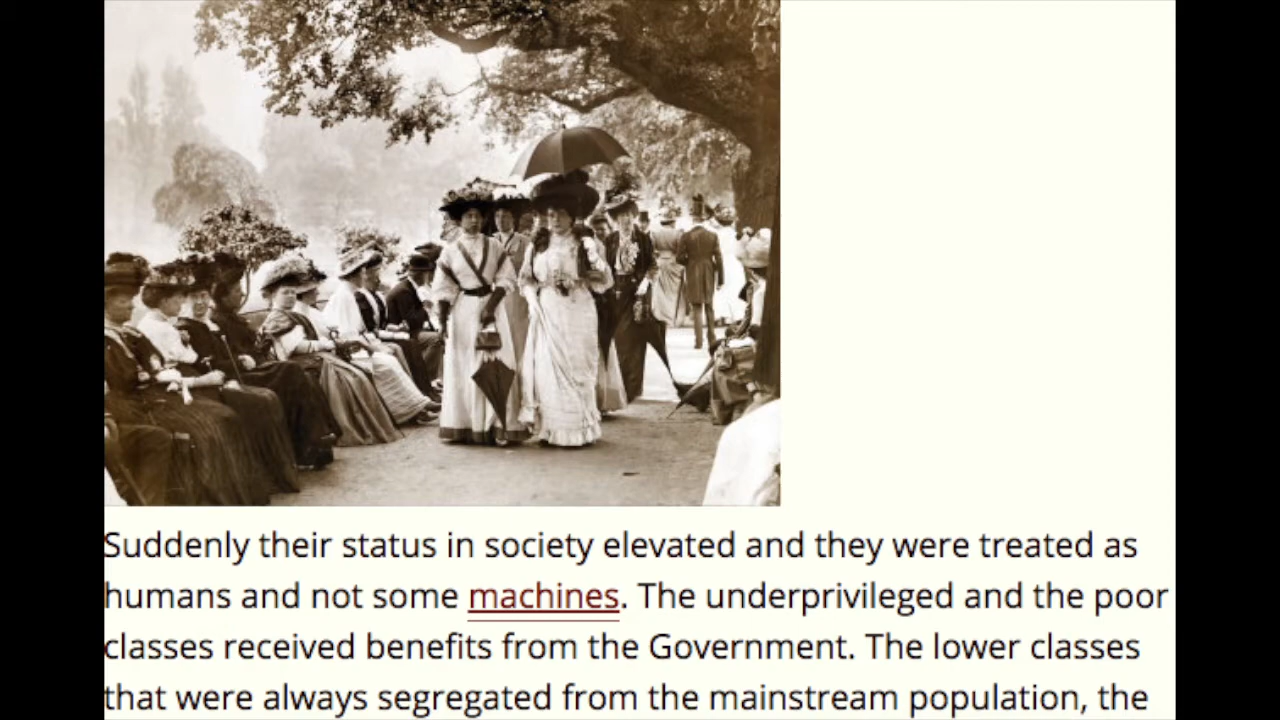 Suddenly their status in society elevated and they were treated as
humans and not some machines. The underprivileged and the poor
classes received benefits from the Government. The lower classes
that were always segregated from the mainstream population, the